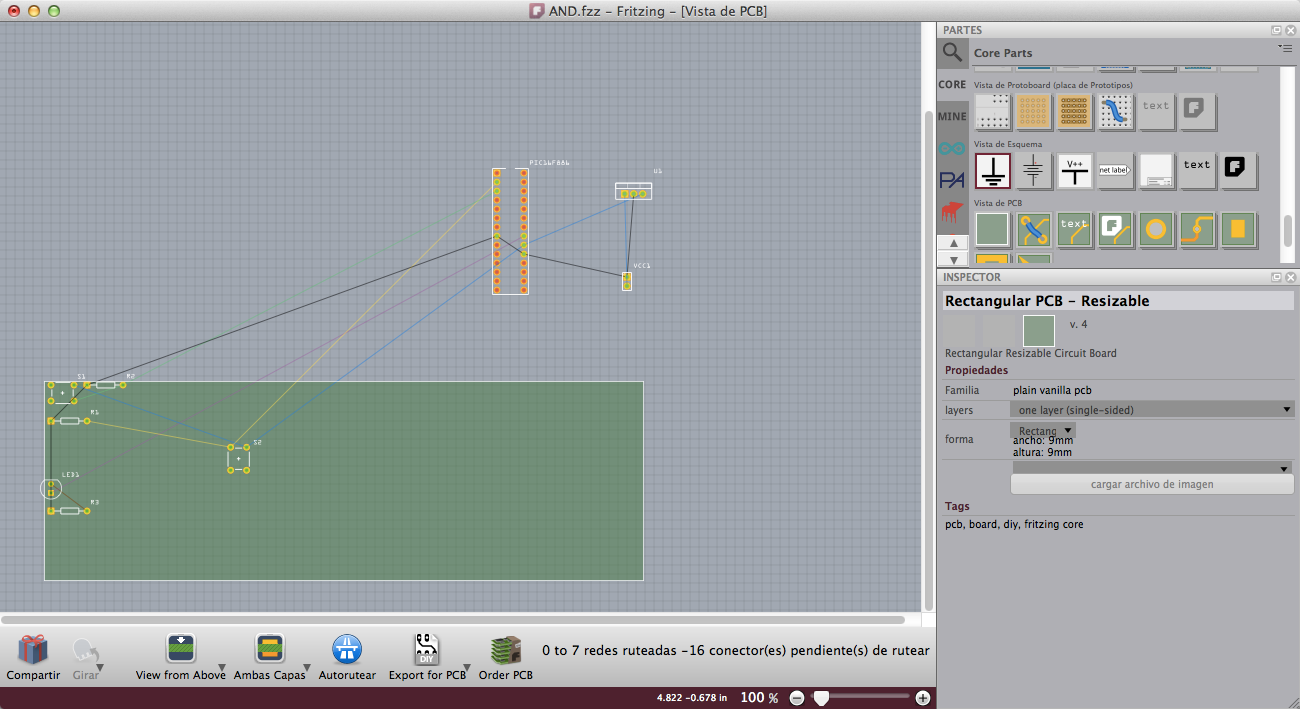 AND.fzz – Fritzing – [Vista de PCB]
PARTES
Core Parts
CORE
Vista de Protoboard (placa de Prototipos)
text
MINE
Vista de Esquema
V++
net label
text
Vista de PCB
text
PIC16F886
U1
VCC1
S1
R2
R1
S2
LED1
R3
INSPECTOR
Rectangular PCB – Resizable
v. 4
Rectangular Resizable Circuit Board
Propiedades
Familia
plain vanilla pcb
layers
one layer (single-sided)
forma
Rectang
ancho: 9mm
altura: 9mm
cargar archivo de imagen
Tags
pcb, board, diy, fritzing core
DIY
Compartir
Girar
View from Above
Ambas Capas
Autorutear
Export for PCB
Order PCB
0 to 7 redes ruteadas -16 conector(es) pendiente(s) de rutear
4.822 -0.678 in
100 %